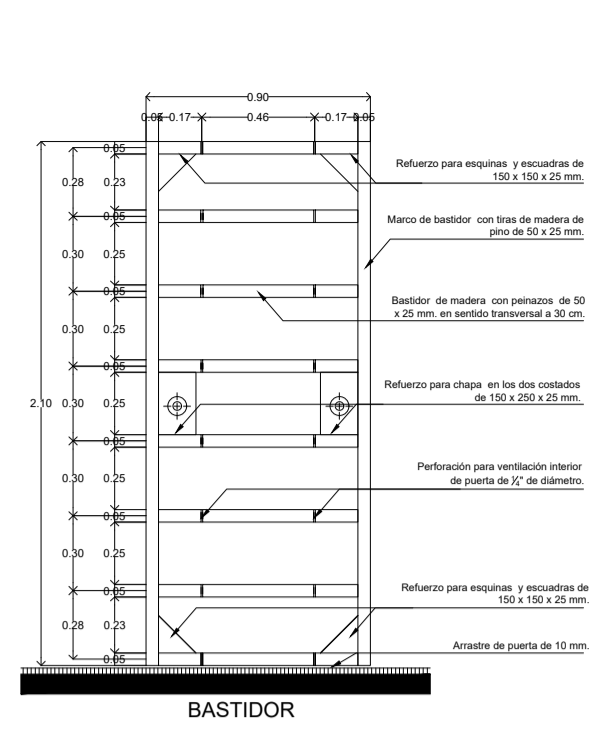 0.90
0.05 0.17 0.46 0.17 0.05
0.05
Refuerzo para esquinas y escuadras de
150 x 150 x 25 mm.
0.28 0.23
0.05
Marco de bastidor con tiras de madera de
pino de 50 x 25 mm.
0.30 0.25
0.05
Bastidor de madera con peinazos de 50
x 25 mm. en sentido transversal a 30 cm.
0.30 0.25
0.05
Refuerzo para chapa en los dos costados
de 150 x 250 x 25 mm.
2.10 0.30 0.25
0.05
Perforación para ventilación interior
de puerta de ¼" de diámetro.
0.30 0.25
0.05
0.30 0.25
0.05
Refuerzo para esquinas y escuadras de
150 x 150 x 25 mm.
0.28 0.23
Arrastre de puerta de 10 mm.
0.05
BASTIDOR